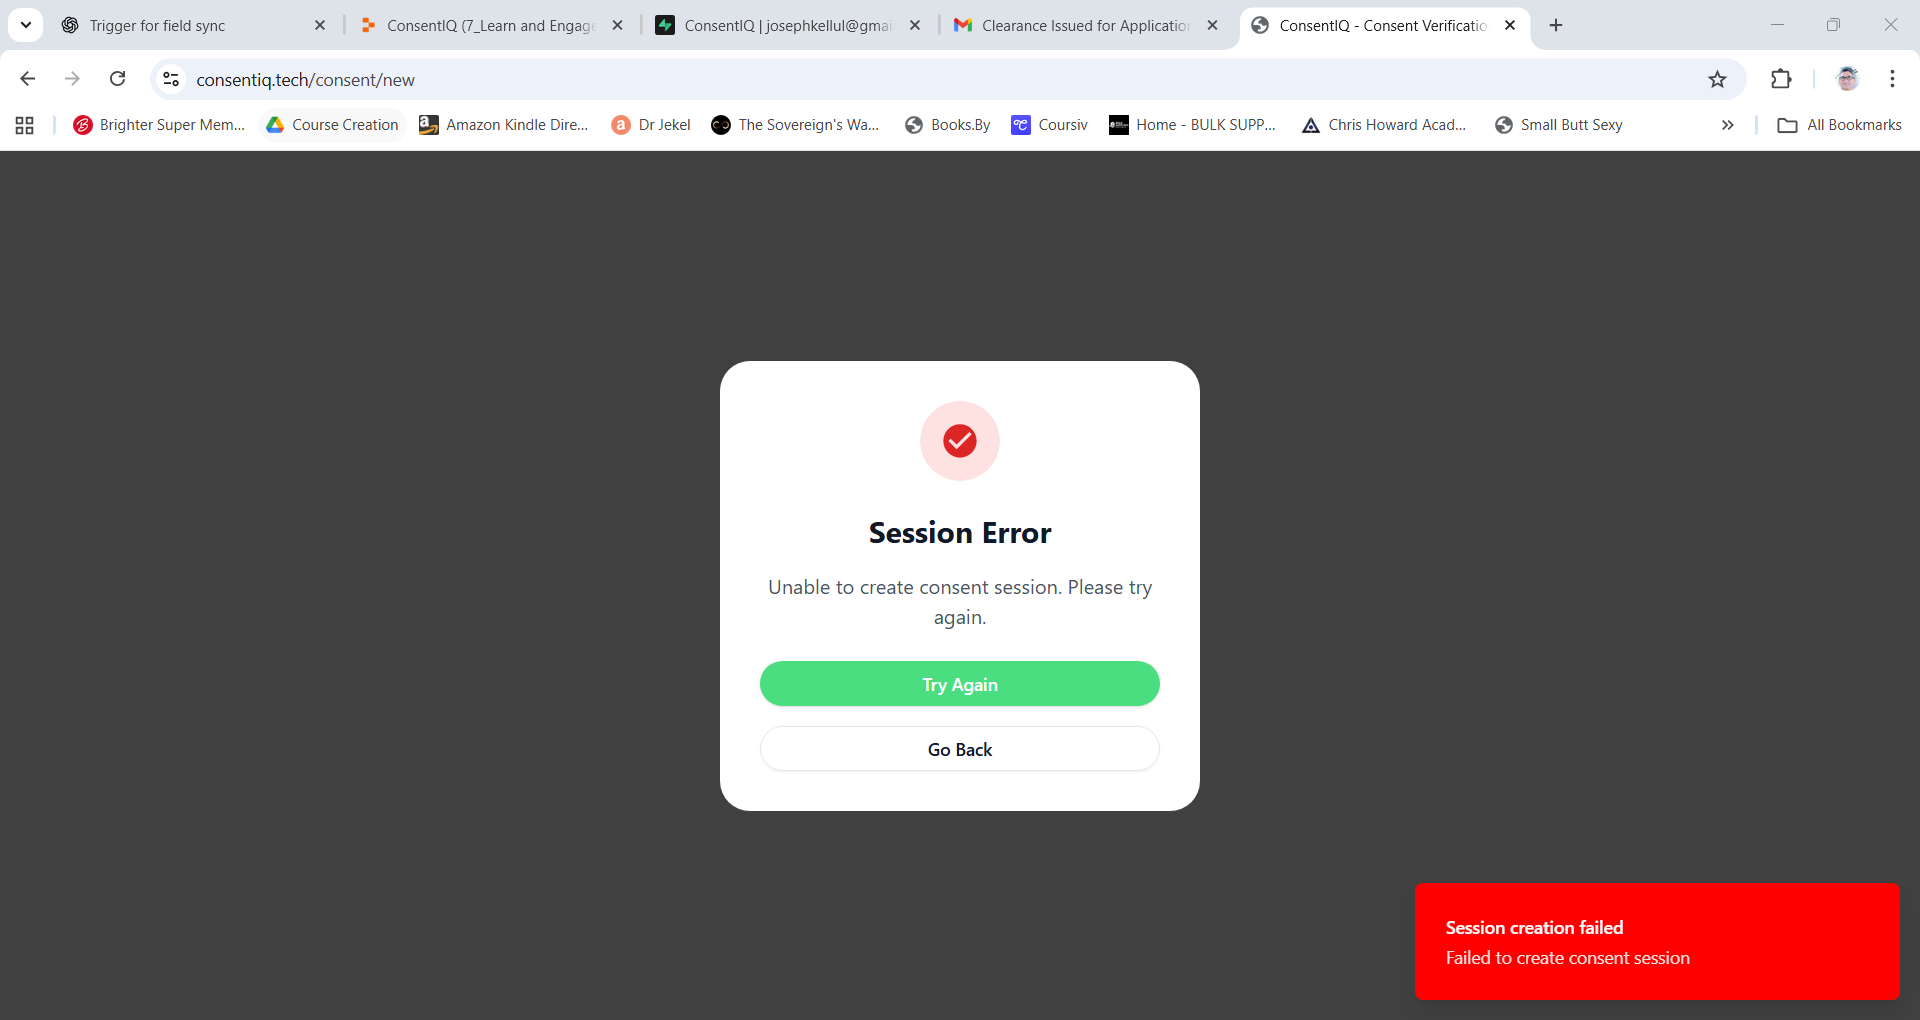 Trigger for field sync
ConsentIQ (7_Learn and Engage
ConsentIQ | josephkellul@gmai
Clearance Issued for Application
ConsentIQ - Consent Verificatio
consentiq.tech/consent/new
Brighter Super Mem...
Course Creation
Amazon Kindle Dire...
Dr Jekel
The Sovereign's Wa...
Books.By
Coursiv
Home - BULK SUPP...
Chris Howard Acad...
Small Butt Sexy
All Bookmarks
Session Error
Unable to create consent session. Please try
again.
Try Again
Go Back
Session creation failed
Failed to create consent session